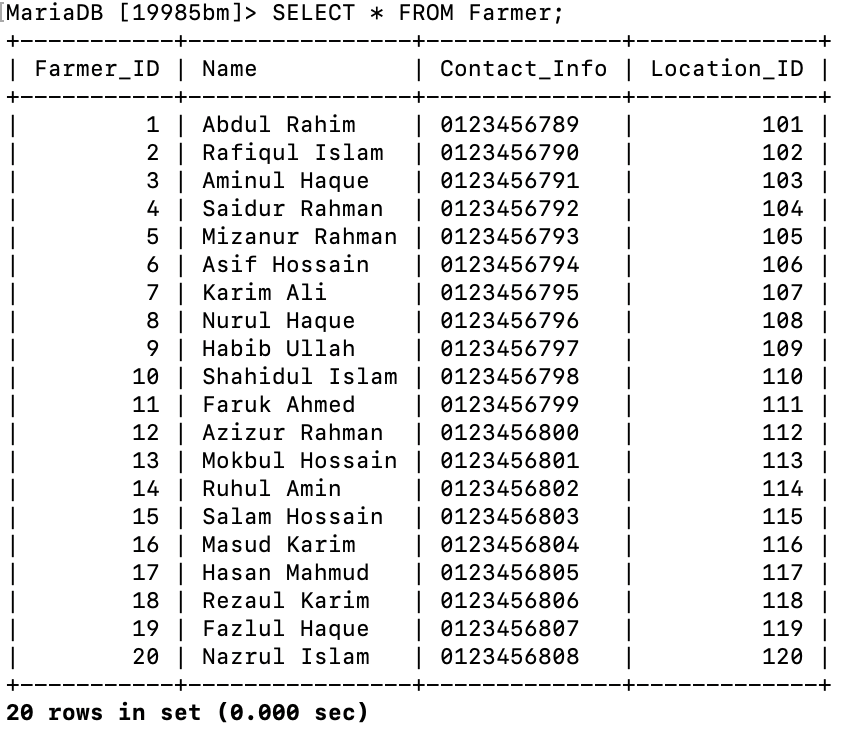 [MariaDB [19985bm]> SELECT * FROM Farmer;
+-----------+----------------+--------------+-------------+
| Farmer_ID | Name           | Contact_Info | Location_ID |
+-----------+----------------+--------------+-------------+
|         1 | Abdul Rahim    | 0123456789   |         101 |
|         2 | Rafiqul Islam  | 0123456790   |         102 |
|         3 | Aminul Haque   | 0123456791   |         103 |
|         4 | Saidur Rahman  | 0123456792   |         104 |
|         5 | Mizanur Rahman | 0123456793   |         105 |
|         6 | Asif Hossain   | 0123456794   |         106 |
|         7 | Karim Ali      | 0123456795   |         107 |
|         8 | Nurul Haque    | 0123456796   |         108 |
|         9 | Habib Ullah    | 0123456797   |         109 |
|        10 | Shahidul Islam | 0123456798   |         110 |
|        11 | Faruk Ahmed    | 0123456799   |         111 |
|        12 | Azizur Rahman  | 0123456800   |         112 |
|        13 | Mokbul Hossain | 0123456801   |         113 |
|        14 | Ruhul Amin     | 0123456802   |         114 |
|        15 | Salam Hossain  | 0123456803   |         115 |
|        16 | Masud Karim    | 0123456804   |         116 |
|        17 | Hasan Mahmud   | 0123456805   |         117 |
|        18 | Rezaul Karim   | 0123456806   |         118 |
|        19 | Fazlul Haque   | 0123456807   |         119 |
|        20 | Nazrul Islam   | 0123456808   |         120 |
+-----------+----------------+--------------+-------------+
20 rows in set (0.000 sec)